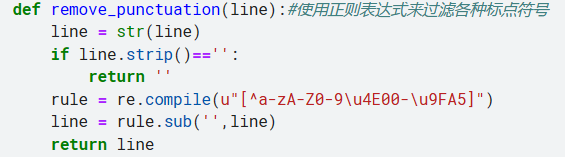 def remove_punctuation(line):#使用正则表达式来过滤各种标点符号
    line = str(line)
    if line.strip()=='':
        return ''
    rule = re.compile(u"[^a-zA-Z0-9\u4E00-\u9FA5]")
    line = rule.sub('',line)
    return line